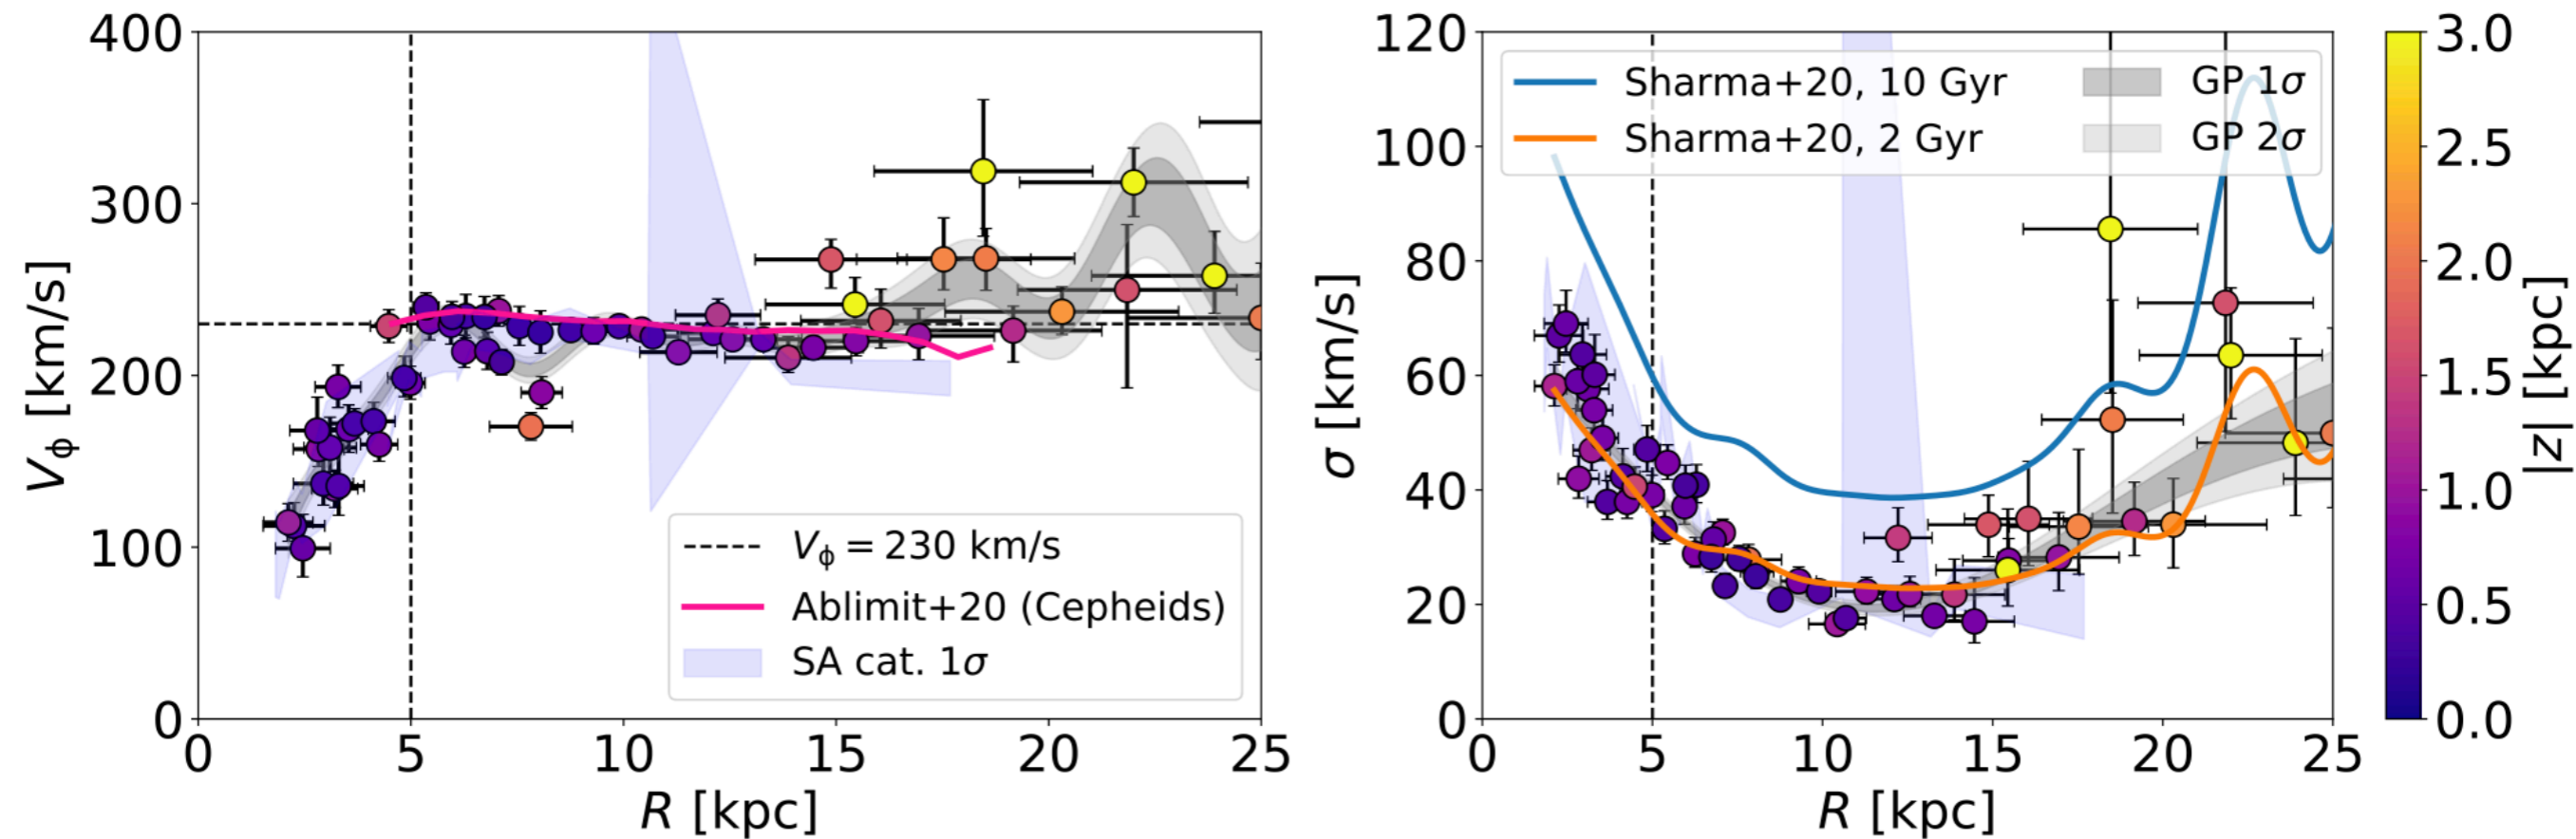 400
300
200
100
0
V_ϕ [km/s]
0 5 10 15 20 25
R [kpc]
V_ϕ = 230 km/s
Ablimit+20 (Cepheids)
SA cat. 1σ
120
100
80
60
40
20
0
σ [km/s]
0 5 10 15 20 25
R [kpc]
Sharma+20, 10 Gyr
Sharma+20, 2 Gyr
GP 1σ
GP 2σ
3.0
2.5
2.0
1.5
1.0
0.5
0.0
|z| [kpc]